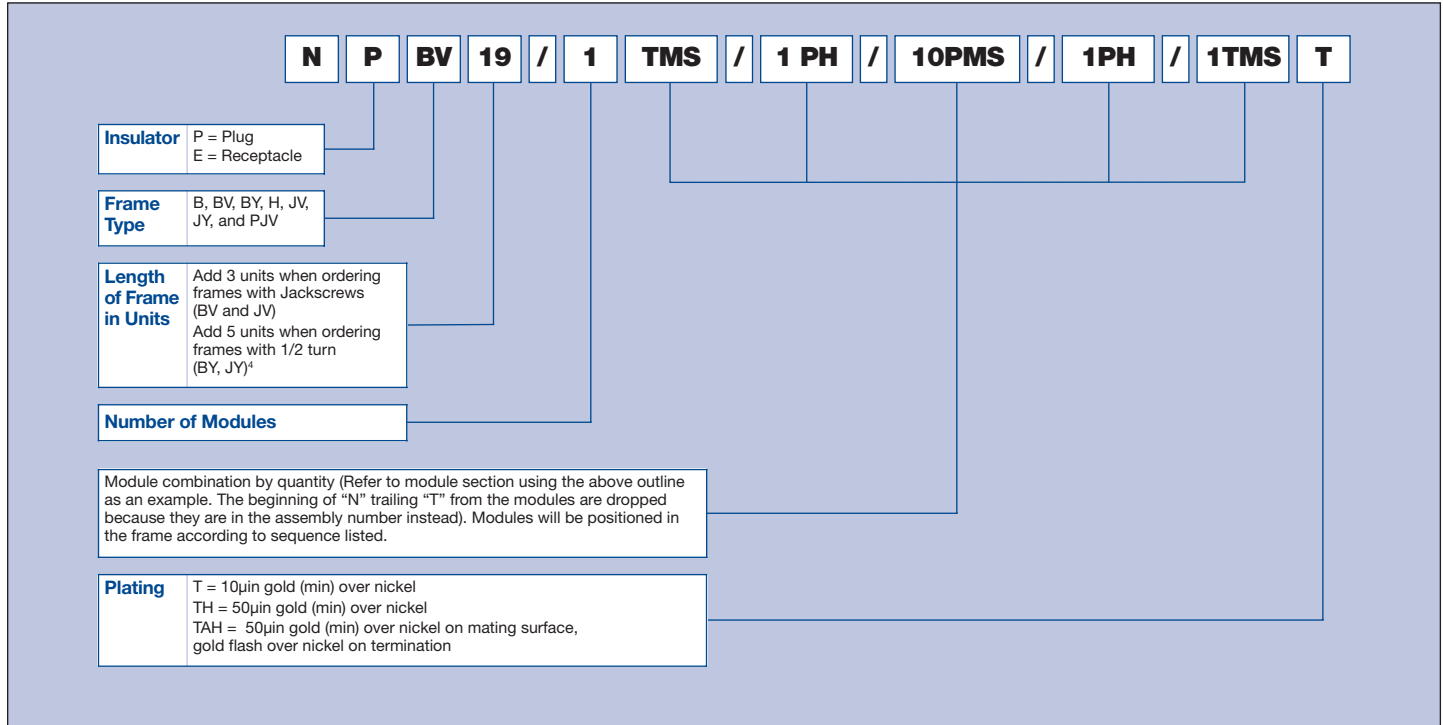 N P BV 19 / 1 TMS / 1 PH / 10PMS / 1PH / 1TMS T
Insulator
P = Plug
E = Receptacle
Frame
Type
B, BV, BY, H, JV,
JY, and PJV
Length
of Frame
in Units
Add 3 units when ordering
frames with Jackscrews
(BV and JV)
Add 5 units when ordering
frames with 1/2 turn
(BY, JY)⁴
Number of Modules
Module combination by quantity (Refer to module section using the above outline
as an example. The beginning of “N” trailing “T” from the modules are dropped
because they are in the assembly number instead). Modules will be positioned in
the frame according to sequence listed.
Plating
T = 10µin gold (min) over nickel
TH = 50µin gold (min) over nickel
TAH = 50µin gold (min) over nickel on mating surface,
gold flash over nickel on termination